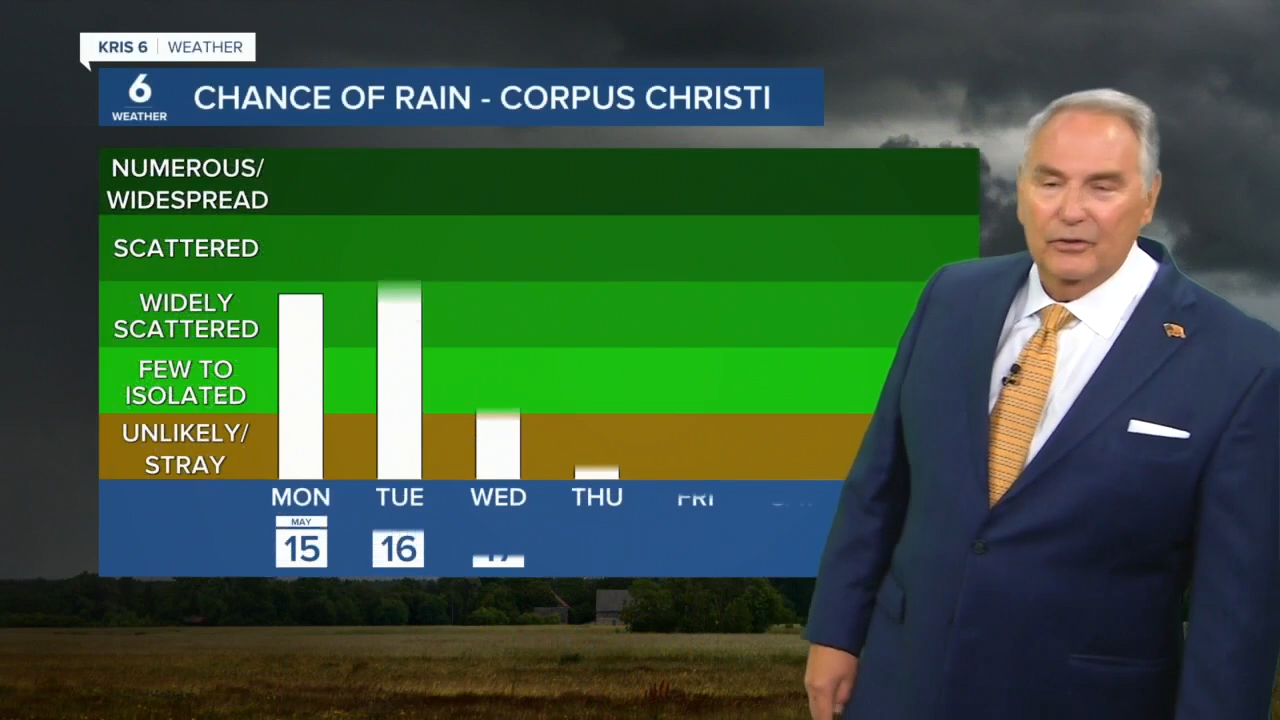 KRIS 6 | WEATHER
6
WEATHER
CHANCE OF RAIN - CORPUS CHRISTI
NUMEROUS/
WIDESPREAD
SCATTERED
WIDELY
SCATTERED
FEW TO
ISOLATED
UNLIKELY/
STRAY
MON TUE WED THU FRI
MAY
15 16